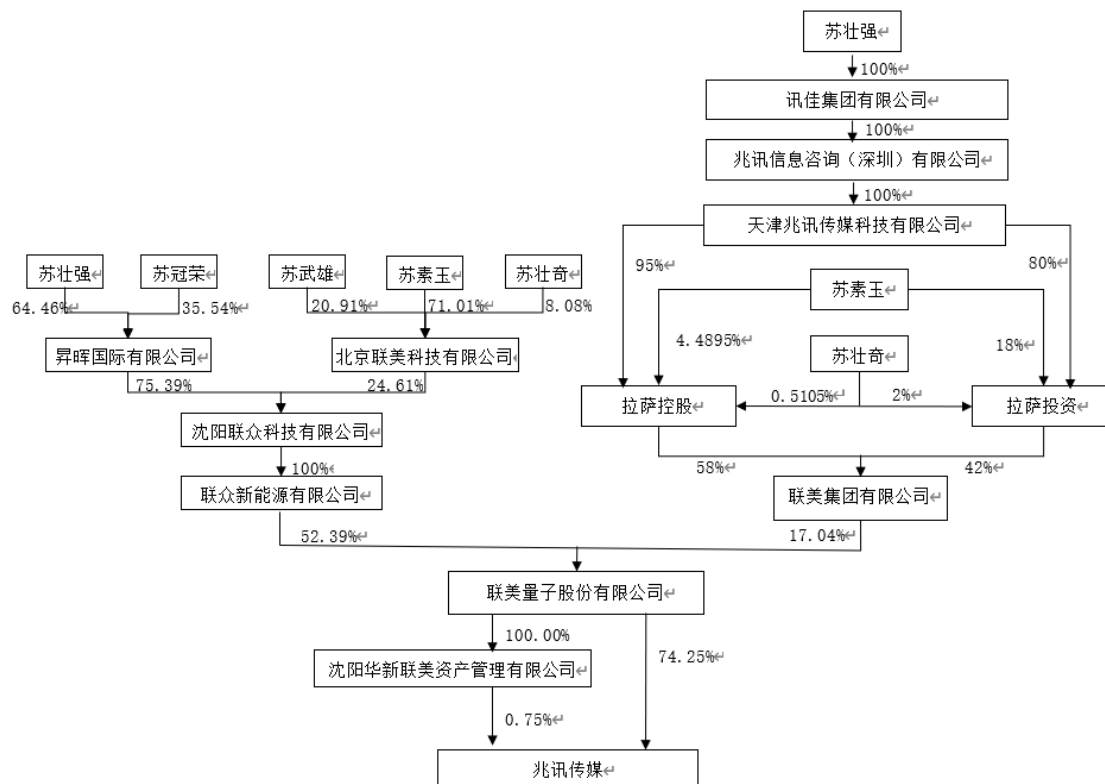 苏壮强↵
100%↵
讯佳集团有限公司↵
100%↵
兆讯信息咨询（深圳）有限公司↵
100%↵
天津兆讯传媒科技有限公司↵
95%↵
80%↵
苏壮强↵
苏冠荣↵
苏武雄↵
苏素玉↵
苏壮奇↵
苏素玉↵
64.46%↵
35.54%↵
20.91%↵
71.01%↵
8.08%↵
4.4895%↵
苏壮奇↵
18%↵
昇晖国际有限公司↵
北京联美科技有限公司↵
75.39%↵
24.61%↵
拉萨控股↵
0.5105↵
2%↵
拉萨投资↵
沈阳联众科技有限公司↵
100%↵
58%↵
42%↵
联众新能源有限公司↵
联美集团有限公司↵
52.39%↵
17.04%↵
联美量子股份有限公司↵
100.00%
74.25%↵
沈阳华新联美资产管理有限公司↵
0.75%↵
兆讯传媒↵